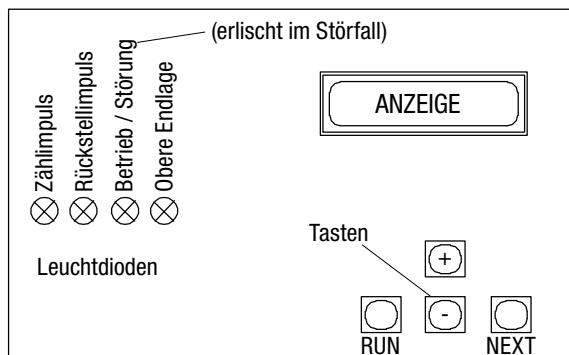 (erlischt im Störfall)
Zählimpuls
Rückstellimpuls
Betrieb / Störung
Obere Endlage
ANZEIGE
Leuchtdioden
Tasten
+
-
RUN
NEXT